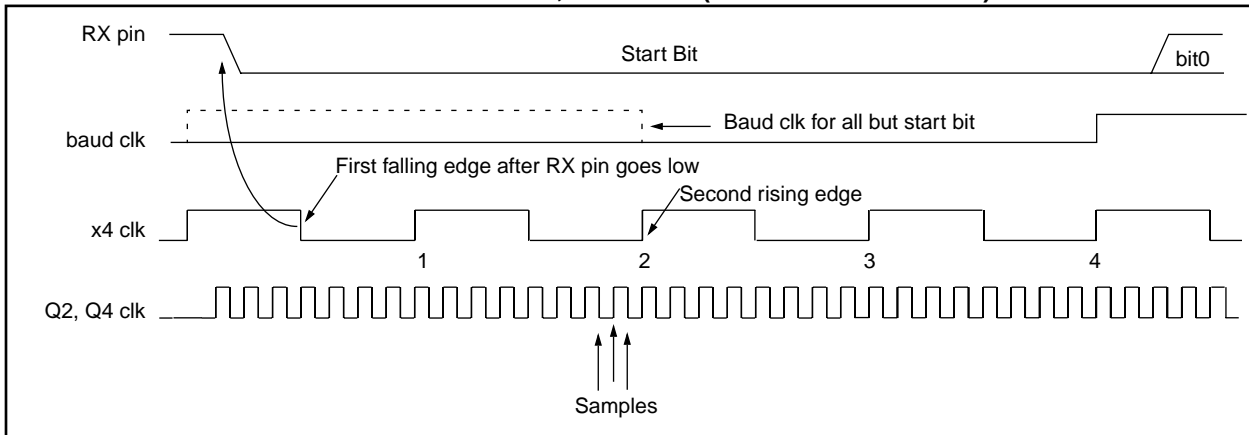 RX pin
Start Bit
bit0
baud clk
Baud clk for all but start bit
First falling edge after RX pin goes low
Second rising edge
x4 clk
1
2
3
4
Q2, Q4 clk
Samples